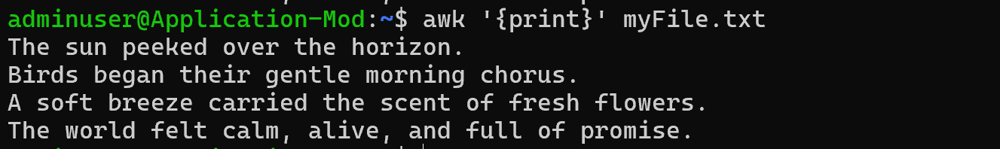 adminuser@Application-Mod:~$ awk '{print}' myFile.txt
The sun peeked over the horizon.
Birds began their gentle morning chorus.
A soft breeze carried the scent of fresh flowers.
The world felt calm, alive, and full of promise.